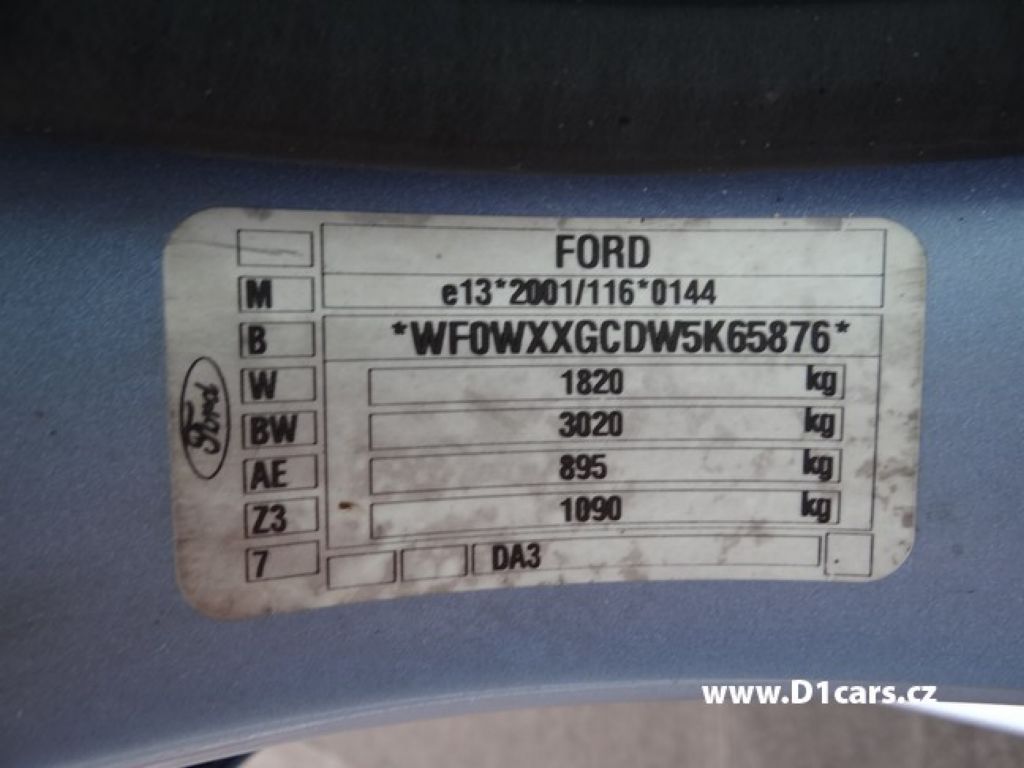 FORD
M e13*2001/116*0144
B *WF0WXXGCDW5K65876*
W 1820 kg
BW 3020 kg
AE 895 kg
Z3 1090 kg
7 DA3
Ford
www.D1cars.cz